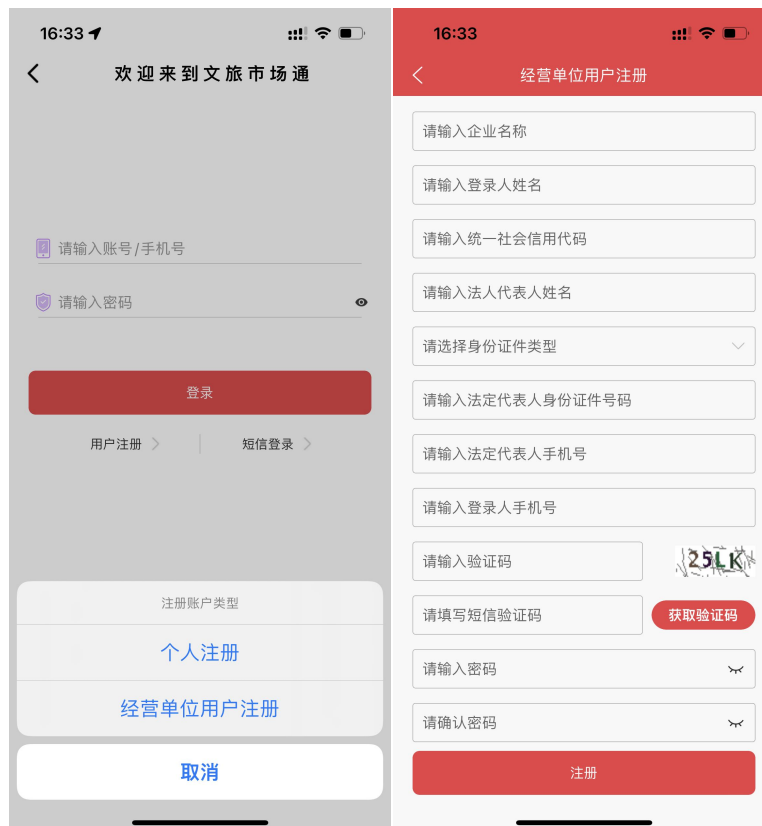 16:33
欢迎来到文旅市场通
请输入账号/手机号
请输入密码
登录
用户注册
短信登录
注册账户类型
个人注册
经营单位用户注册
取消
16:33
经营单位用户注册
请输入企业名称
请输入登录人姓名
请输入统一社会信用代码
请输入法人代表人姓名
请选择身份证件类型
请输入法定代表人身份证件号码
请输入法定代表人手机号
请输入登录人手机号
请输入验证码
25LK
请填写短信验证码
获取验证码
请输入密码
请确认密码
注册